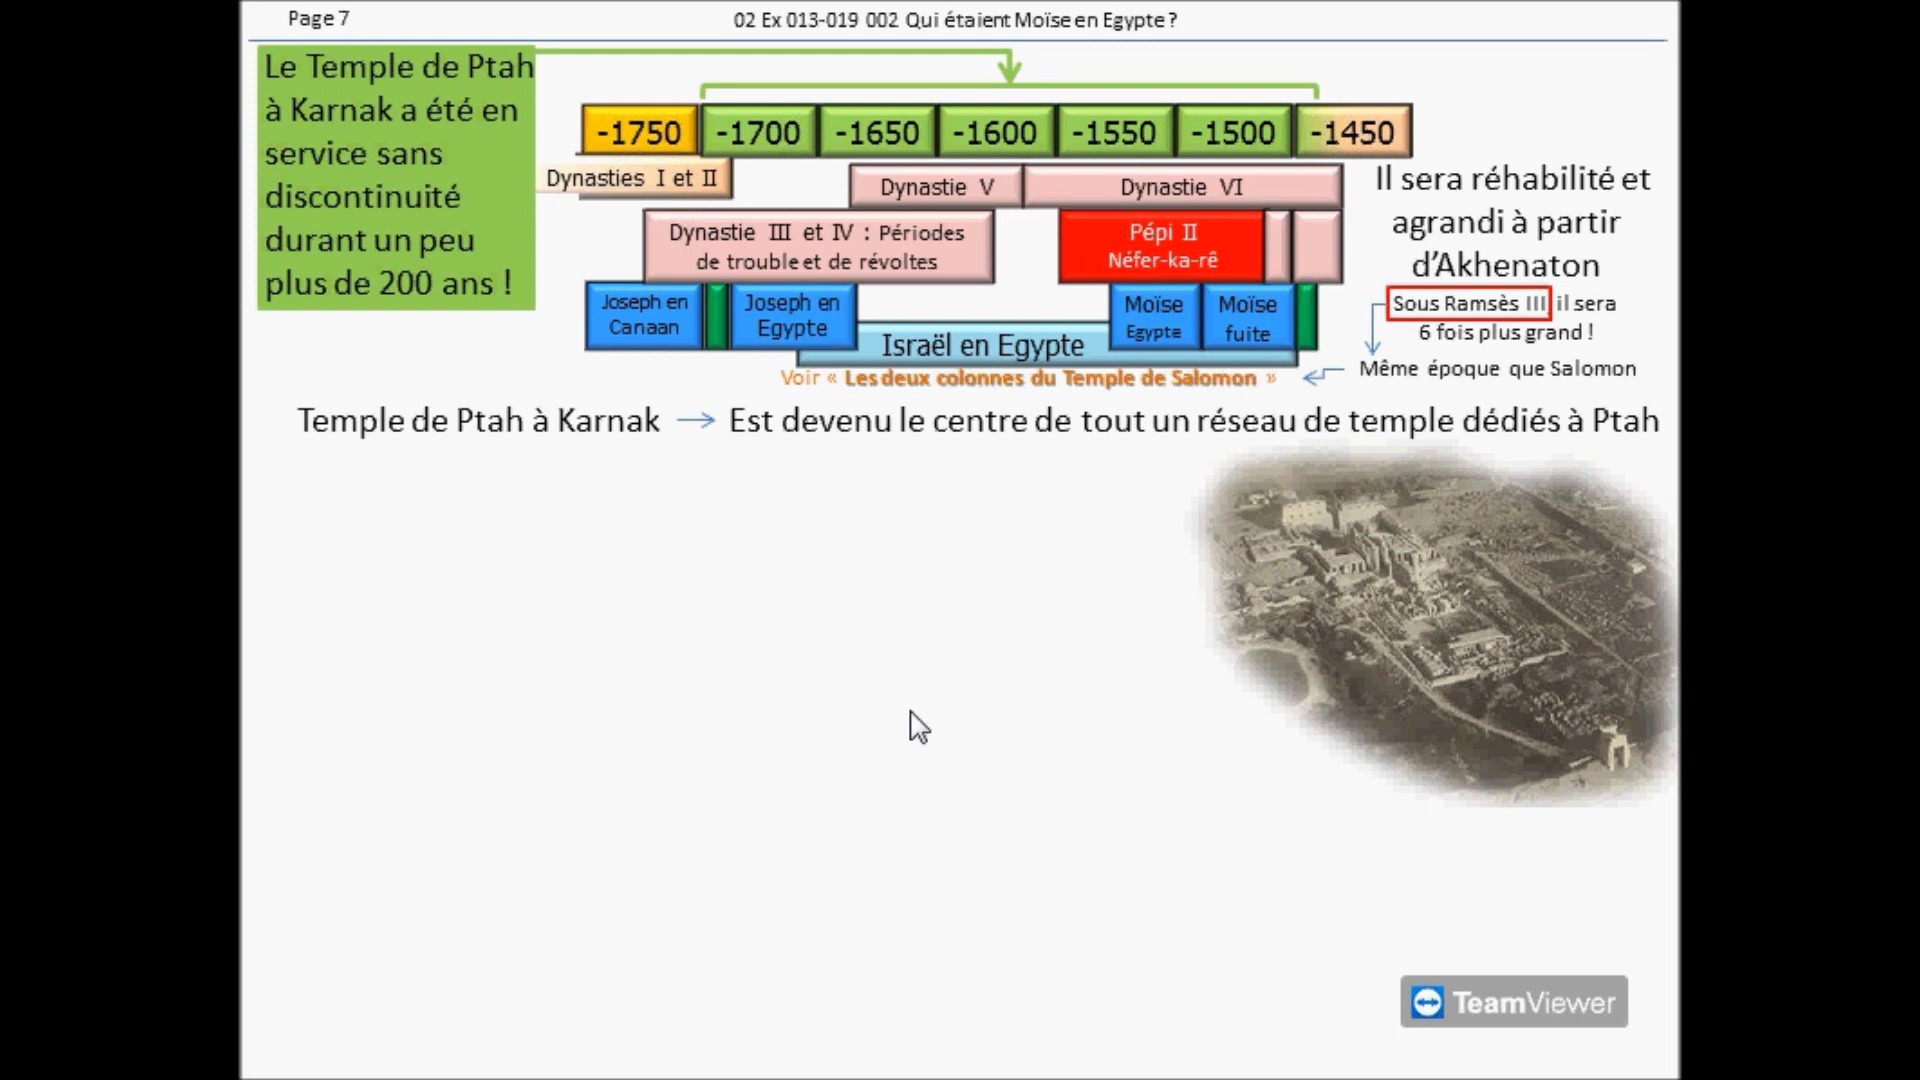 Page 7
02 Ex 013-019 002 Qui étaient Moïse en Egypte ?
Le Temple de Ptah
à Karnak a été en
service sans
discontinuité
durant un peu
plus de 200 ans !
-1750 -1700 -1650 -1600 -1550 -1500 -1450
Dynasties I et II
Dynastie V
Dynastie VI
Dynastie III et IV : Périodes
de trouble et de révoltes
Pépi II
Néfer-ka-rê
Joseph en
Canaan
Joseph en
Egypte
Israël en Egypte
Moïse
Egypte
Moïse
fuite
Il sera réhabilité et
agrandi à partir
d'Akhenaton
Sous Ramsès III, il sera
6 fois plus grand !
Même époque que Salomon
Voir « Les deux colonnes du Temple de Salomon »
Temple de Ptah à Karnak → Est devenu le centre de tout un réseau de temple dédiés à Ptah
TeamViewer